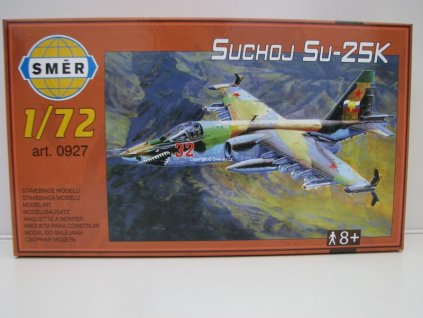 SMĚR
SUCHOJ SU-25K
1/72
art. 0927
32
STAVEBNICE MODELU
STAVEBNICA MODELU
MODEL KIT
MODELLBAUSATZ
MAQUETTE A MONTER
MAQUETA PARA CONSTRUIR
MODEL DO SKLEJANIA
СБОРНАЯ МОДЕЛЬ
8+